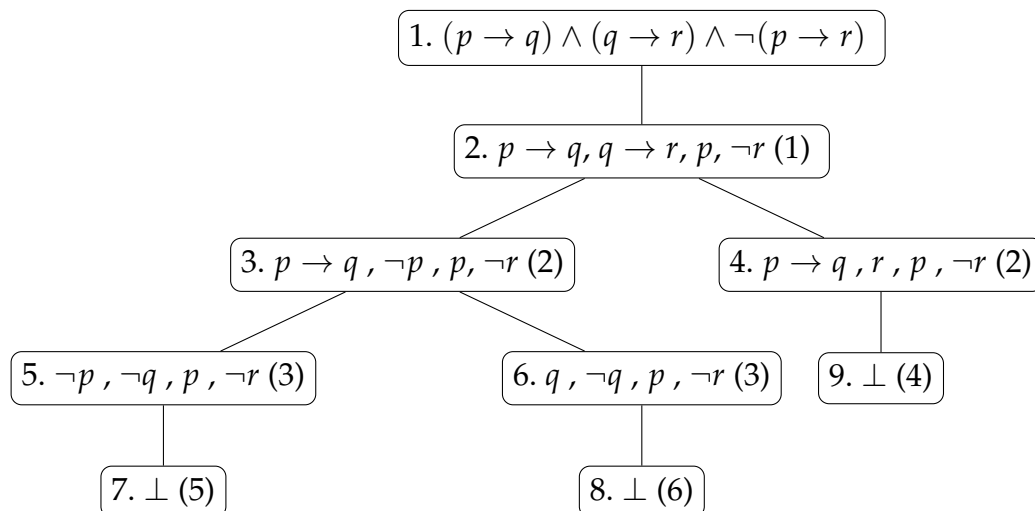 1. (p → q) ∧ (q → r) ∧ ¬(p → r)
2. p → q, q → r, p, ¬r (1)
3. p → q , ¬p , p, ¬r (2)
4. p → q , r , p , ¬r (2)
5. ¬p , ¬q , p , ¬r (3)
6. q , ¬q , p , ¬r (3)
9. ⊥ (4)
7. ⊥ (5)
8. ⊥ (6)